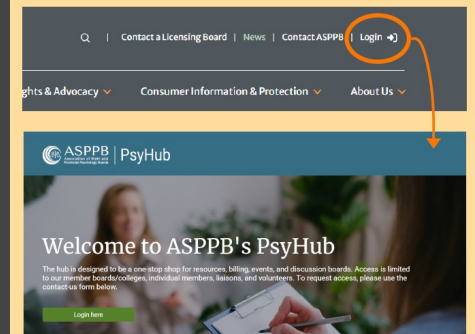 Contact a Licensing Board | News | Contact ASPPB | Login
ghts & Advocacy Consumer Information & Protection About Us
ASPPB PsyHub
Association of State and
Provincial Psychology Boards
Welcome to ASPPB's PsyHub
The hub is designed to be a one-stop shop for resources, billing, events, and discussion boards. Access is limited
to our member boards/colleges, individual members, liaisons, and volunteers. To request access, please use the
contact-us form below.
Login here